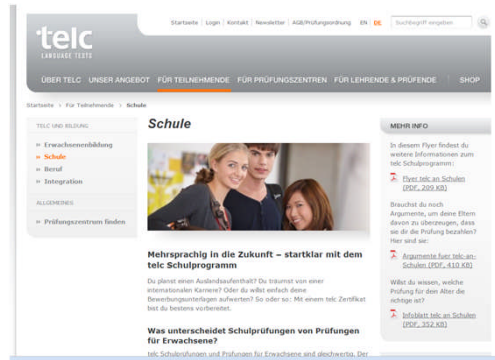 Startseite | Login | Kontakt | Newsletter | AGB/Prüfungsordnung EN | DE Suchbegriff eingeben
telc
LANGUAGE TESTS
ÜBER TELC UNSER ANGEBOT FÜR TEILNEHMENDE FÜR PRÜFUNGSZENTREN FÜR LEHRENDE & PRÜFENDE SHOP
Startseite > Für Teilnehmende > Schule
TELC UND BILDUNG
» Erwachsenenbildung
» Schule
» Beruf
» Integration
ALLGEMEINES
» Prüfungszentrum finden
Schule
Mehrsprachig in die Zukunft – startklar mit dem
telc Schulprogramm
Du planst einen Auslandsaufenthalt? Du träumst von einer
internationalen Karriere? Oder du willst einfach deine
Bewerbungsunterlagen aufwerten? So oder so: Mit einem telc Zertifikat
bist du bestens vorbereitet.
Was unterscheidet Schulprüfungen von Prüfungen
für Erwachsene?
telc Schulprüfungen und Prüfungen für Erwachsene sind gleichwertig. Der
MEHR INFO
In diesem Flyer findest du
weitere Informationen zum
telc Schulprogramm:
Flyer telc an Schulen
(PDF, 209 KB)
Brauchst du noch
Argumente, um deine Eltern
davon zu überzeugen, dass
sie dir die Prüfung bezahlen?
Hier sind sie:
Argumente fuer telc-an-
Schulen (PDF, 410 KB)
Willst du wissen, welche
Prüfung für dein Alter die
richtige ist?
Infoblatt telc an Schulen
(PDF, 352 KB)